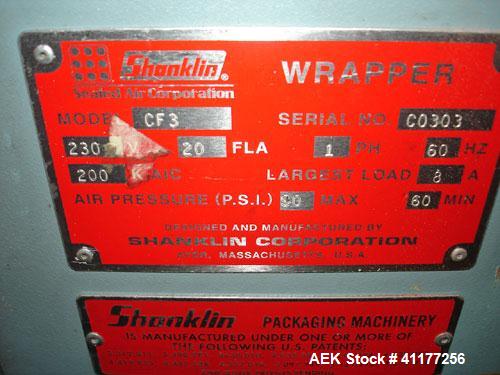 Shanklin® WRAPPER
Sealed Air Corporation
MODEL CF3 SERIAL NO. C0303
230 V 20 FLA 1 PH 60 HZ
200 KAIC LARGEST LOAD 8 A
AIR PRESSURE (P.S.I.) 90 MAX 60 MIN
DESIGNED AND MANUFACTURED BY
SHANKLIN CORPORATION
AYER, MASSACHUSETTS, U.S.A.
Shanklin PACKAGING MACHINERY
IS MANUFACTURED UNDER ONE OR MORE OF
THE FOLLOWING U.S. PATENTS:
AEK Stock # 41177256